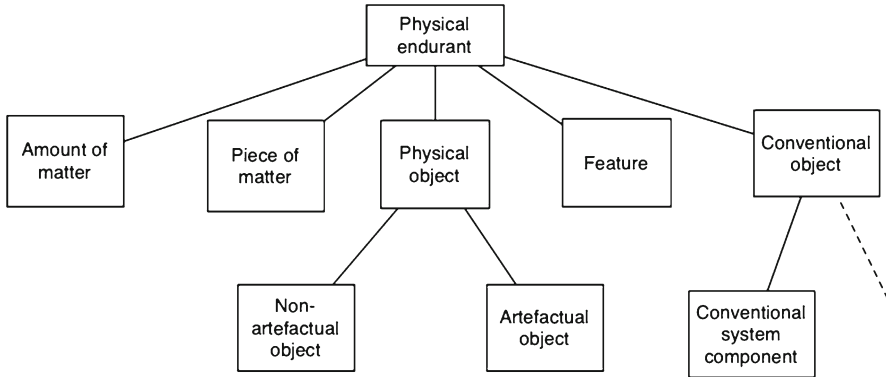 Physical
endurant
Amount of
matter
Piece of
matter
Physical
object
Feature
Conventional
object
Non-
artefactual
object
Artefactual
object
Conventional
system
component